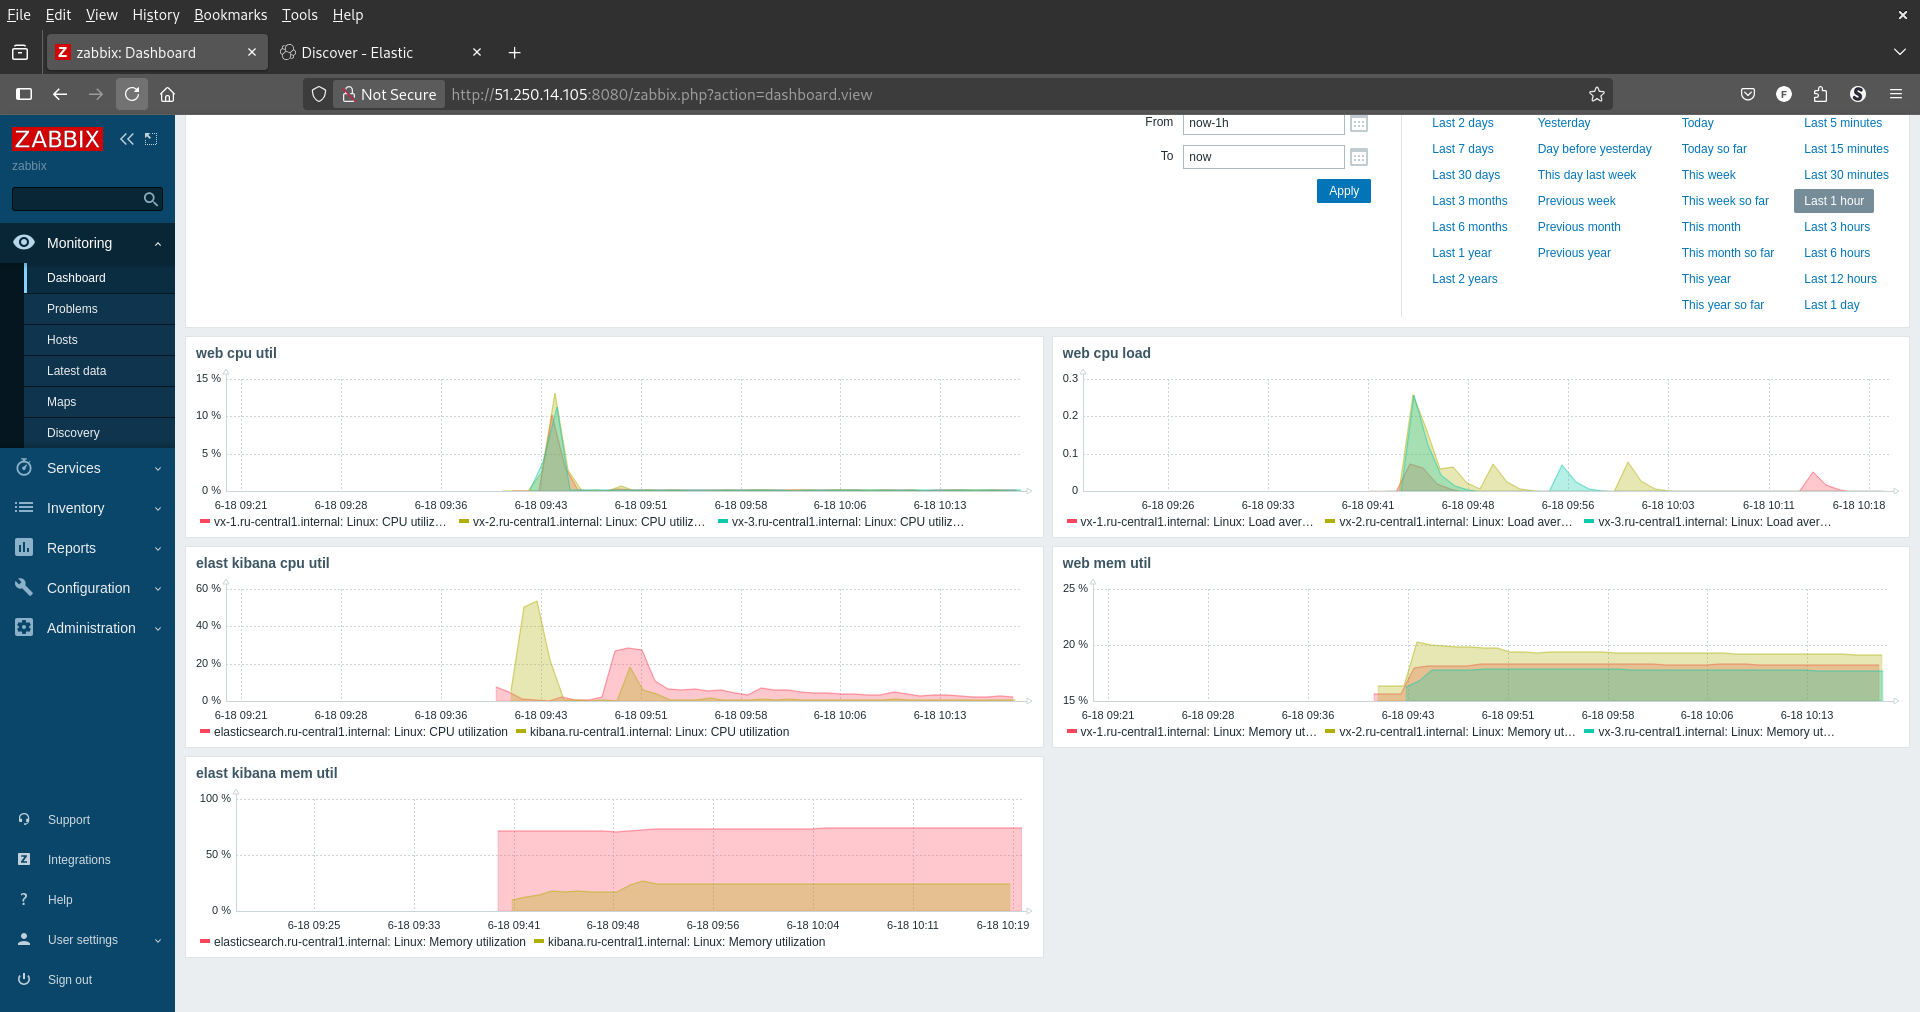 File Edit View History Bookmarks Tools Help
zabbix: Dashboard
Discover - Elastic
Not Secure http://51.250.14.105:8080/zabbix.php?action=dashboard.view
ZABBIX
zabbix
Monitoring
Dashboard
Problems
Hosts
Latest data
Maps
Discovery
Services
Inventory
Reports
Configuration
Administration
Support
Integrations
Help
User settings
Sign out
From now-1h
To now
Apply
Last 2 days Yesterday Today Last 5 minutes
Last 7 days Day before yesterday Today so far Last 15 minutes
Last 30 days This day last week This week Last 30 minutes
Last 3 months Previous week This week so far Last 1 hour
Last 6 months Previous month This month Last 3 hours
Last 1 year Previous year This month so far Last 6 hours
Last 2 years This year Last 12 hours
This year so far Last 1 day
web cpu util
15 %
10 %
5 %
0 %
6-18 09:21 6-18 09:28 6-18 09:36 6-18 09:43 6-18 09:51 6-18 09:58 6-18 10:06 6-18 10:13
vx-1.ru-central1.internal: Linux: CPU utiliz... vx-2.ru-central1.internal: Linux: CPU utiliz... vx-3.ru-central1.internal: Linux: CPU utiliz...
web cpu load
0.3
0.2
0.1
0
6-18 09:26 6-18 09:33 6-18 09:41 6-18 09:48 6-18 09:56 6-18 10:03 6-18 10:11 6-18 10:18
vx-1.ru-central1.internal: Linux: Load aver... vx-2.ru-central1.internal: Linux: Load aver... vx-3.ru-central1.internal: Linux: Load aver...
elast kibana cpu util
60 %
40 %
20 %
0 %
6-18 09:21 6-18 09:28 6-18 09:36 6-18 09:43 6-18 09:51 6-18 09:58 6-18 10:06 6-18 10:13
elasticsearch.ru-central1.internal: Linux: CPU utilization kibana.ru-central1.internal: Linux: CPU utilization
web mem util
25 %
20 %
15 %
6-18 09:21 6-18 09:28 6-18 09:36 6-18 09:43 6-18 09:51 6-18 09:58 6-18 10:06 6-18 10:13
vx-1.ru-central1.internal: Linux: Memory ut... vx-2.ru-central1.internal: Linux: Memory ut... vx-3.ru-central1.internal: Linux: Memory ut...
elast kibana mem util
100 %
50 %
0 %
6-18 09:25 6-18 09:33 6-18 09:41 6-18 09:48 6-18 09:56 6-18 10:04 6-18 10:11 6-18 10:19
elasticsearch.ru-central1.internal: Linux: Memory utilization kibana.ru-central1.internal: Linux: Memory utilization